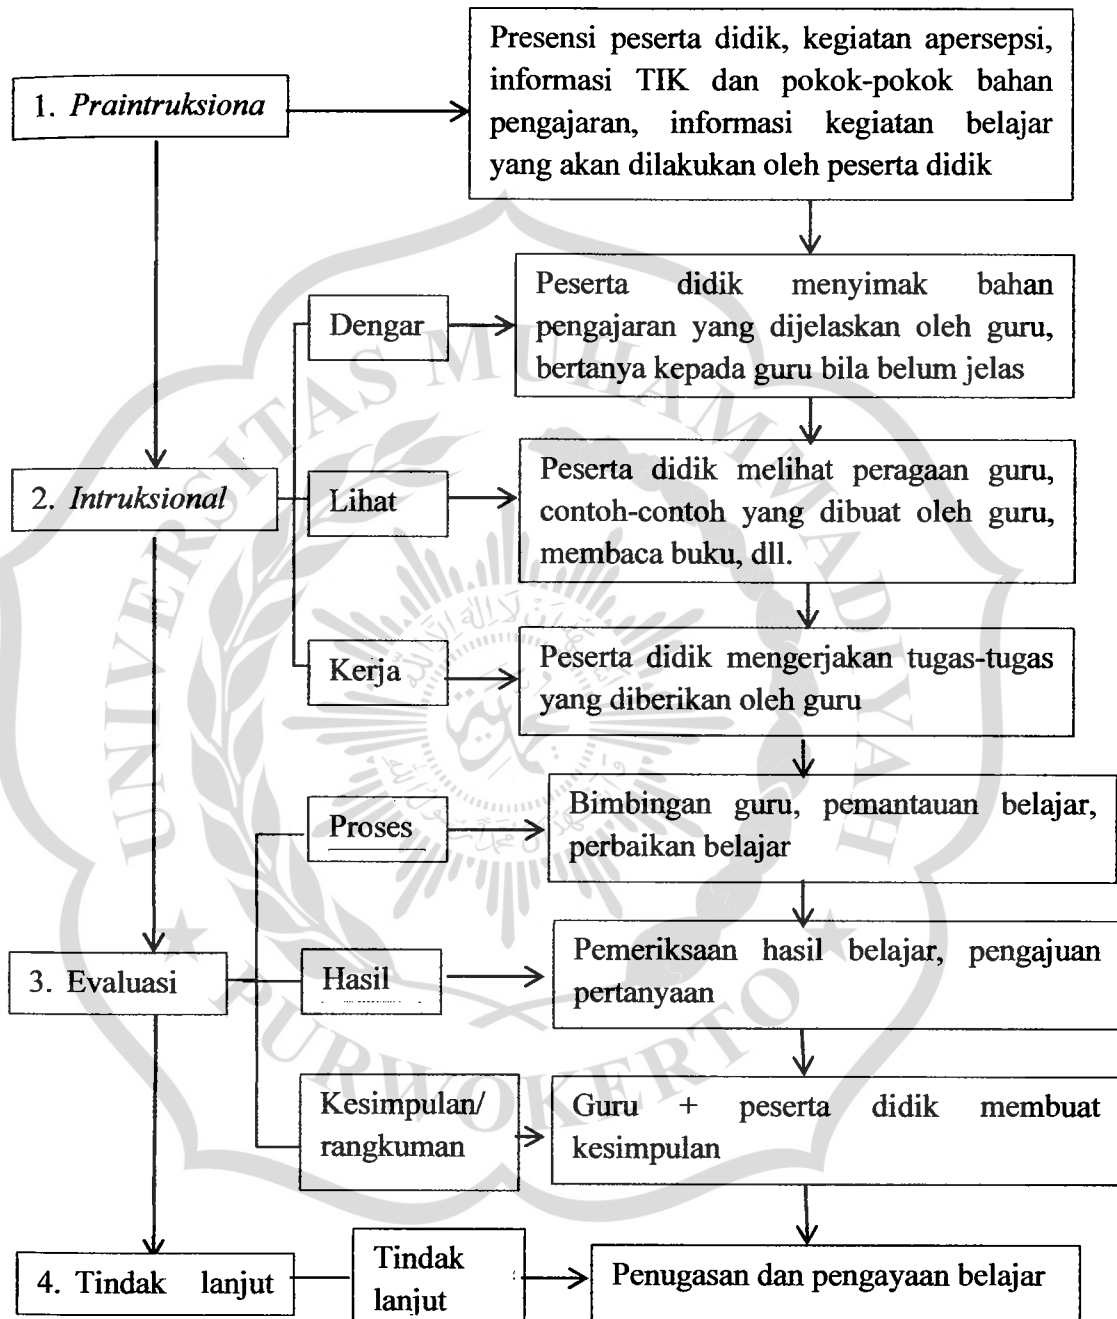 Presensi peserta didik, kegiatan apersepsi,
informasi TIK dan pokok-pokok bahan
pengajaran, informasi kegiatan belajar
yang akan dilakukan oleh peserta didik
1. Praintruksiona
Peserta didik menyimak bahan
pengajaran yang dijelaskan oleh guru,
bertanya kepada guru bila belum jelas
Dengar
2. Intruksional
Lihat
Peserta didik melihat peragaan guru,
contoh-contoh yang dibuat oleh guru,
membaca buku, dll.
Kerja
Peserta didik mengerjakan tugas-tugas
yang diberikan oleh guru
Proses
Bimbingan guru, pemantauan belajar,
perbaikan belajar
3. Evaluasi
Hasil
Pemeriksaan hasil belajar, pengajuan
pertanyaan
Kesimpulan/
rangkuman
Guru + peserta didik membuat
kesimpulan
4. Tindak lanjut
Tindak
lanjut
Penugasan dan pengayaan belajar
UNIVERSITAS MUHAMMADIYAH
PURWOKERTO